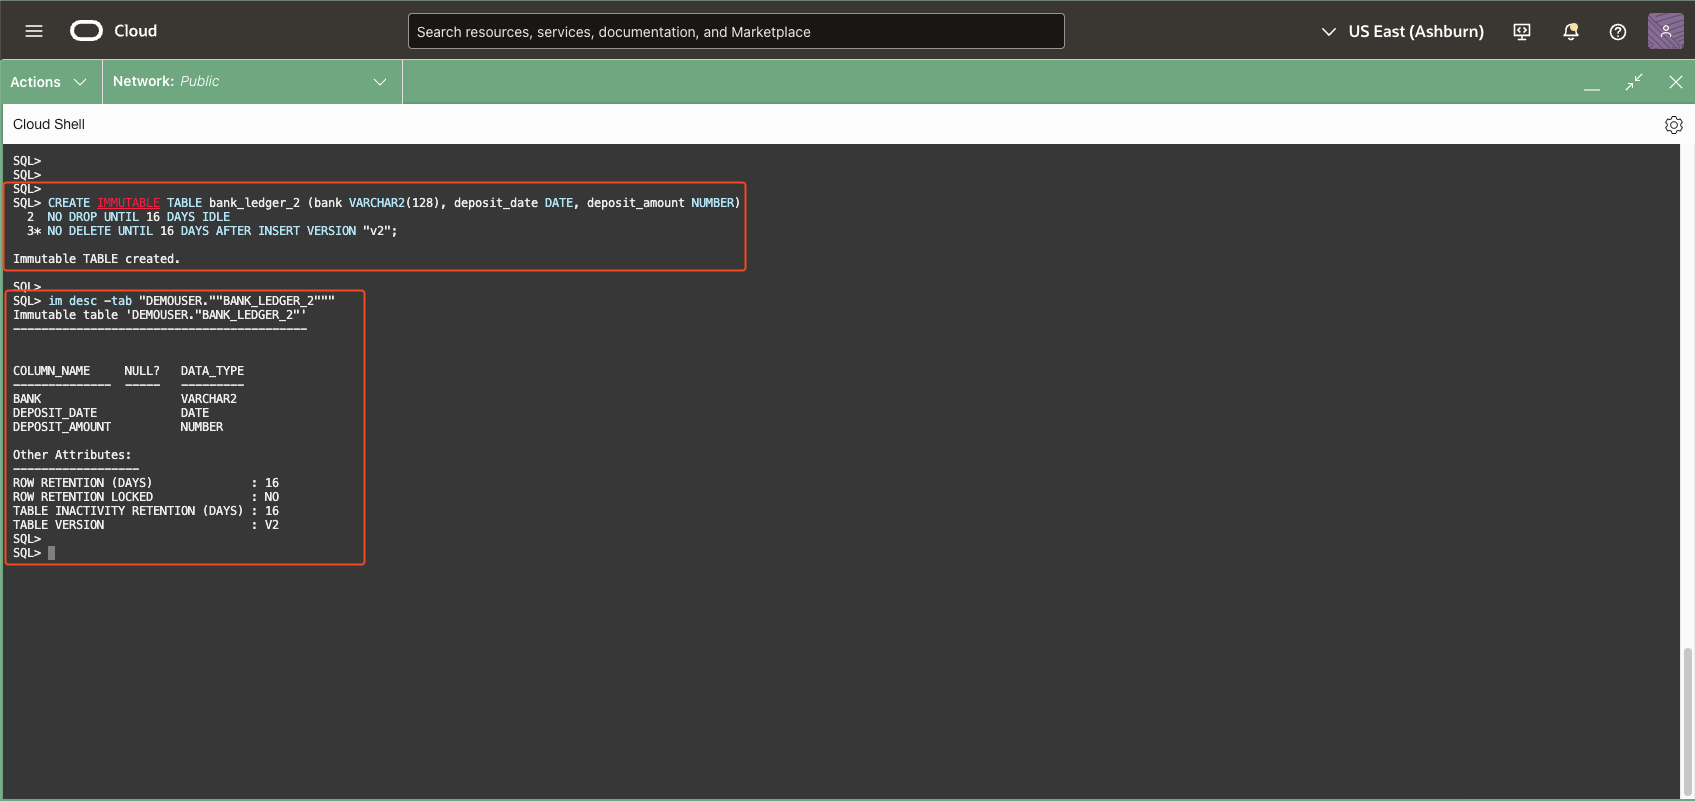 Cloud
Search resources, services, documentation, and Marketplace
US East (Ashburn)
Actions
Network: Public
Cloud Shell
SQL>
SQL>
SQL>
SQL> CREATE IMMUTABLE TABLE bank_ledger_2 (bank VARCHAR2(128), deposit_date DATE, deposit_amount NUMBER)
  2  NO DROP UNTIL 16 DAYS IDLE
  3* NO DELETE UNTIL 16 DAYS AFTER INSERT VERSION "v2";
Immutable TABLE created.
SQL>
SQL> im desc -tab "DEMOUSER.""BANK_LEDGER_2"""
Immutable table 'DEMOUSER."BANK_LEDGER_2"'
------------------------------------------
COLUMN_NAME     NULL?   DATA_TYPE
--------------  -----   ---------
BANK                    VARCHAR2
DEPOSIT_DATE            DATE
DEPOSIT_AMOUNT          NUMBER
Other Attributes:
------------------
ROW RETENTION (DAYS)              : 16
ROW RETENTION LOCKED              : NO
TABLE INACTIVITY RETENTION (DAYS) : 16
TABLE VERSION                     : V2
SQL>
SQL>